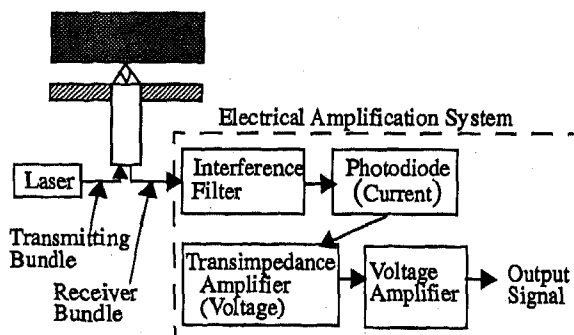 Electrical Amplification System
Laser
Interference
Filter
Photodiode
(Current)
Transmitting
Bundle
Receiver
Bundle
Transimpedance
Amplifier
(Voltage)
Voltage
Amplifier
Output
Signal